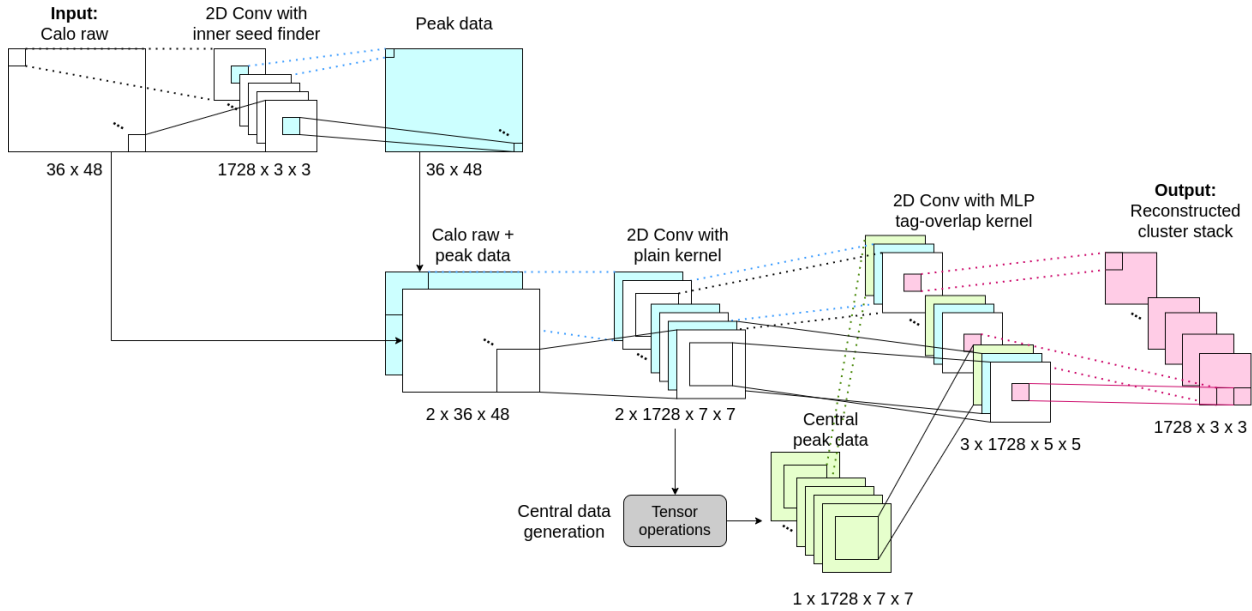 Input:
Calo raw
2D Conv with
inner seed finder
Peak data
36 x 48
1728 x 3 x 3
36 x 48
Calo raw +
peak data
2D Conv with
plain kernel
2D Conv with MLP
tag-overlap kernel
Output:
Reconstructed
cluster stack
2 x 36 x 48
2 x 1728 x 7 x 7
Central
peak data
3 x 1728 x 5 x 5
1728 x 3 x 3
Central data
generation
Tensor
operations
1 x 1728 x 7 x 7